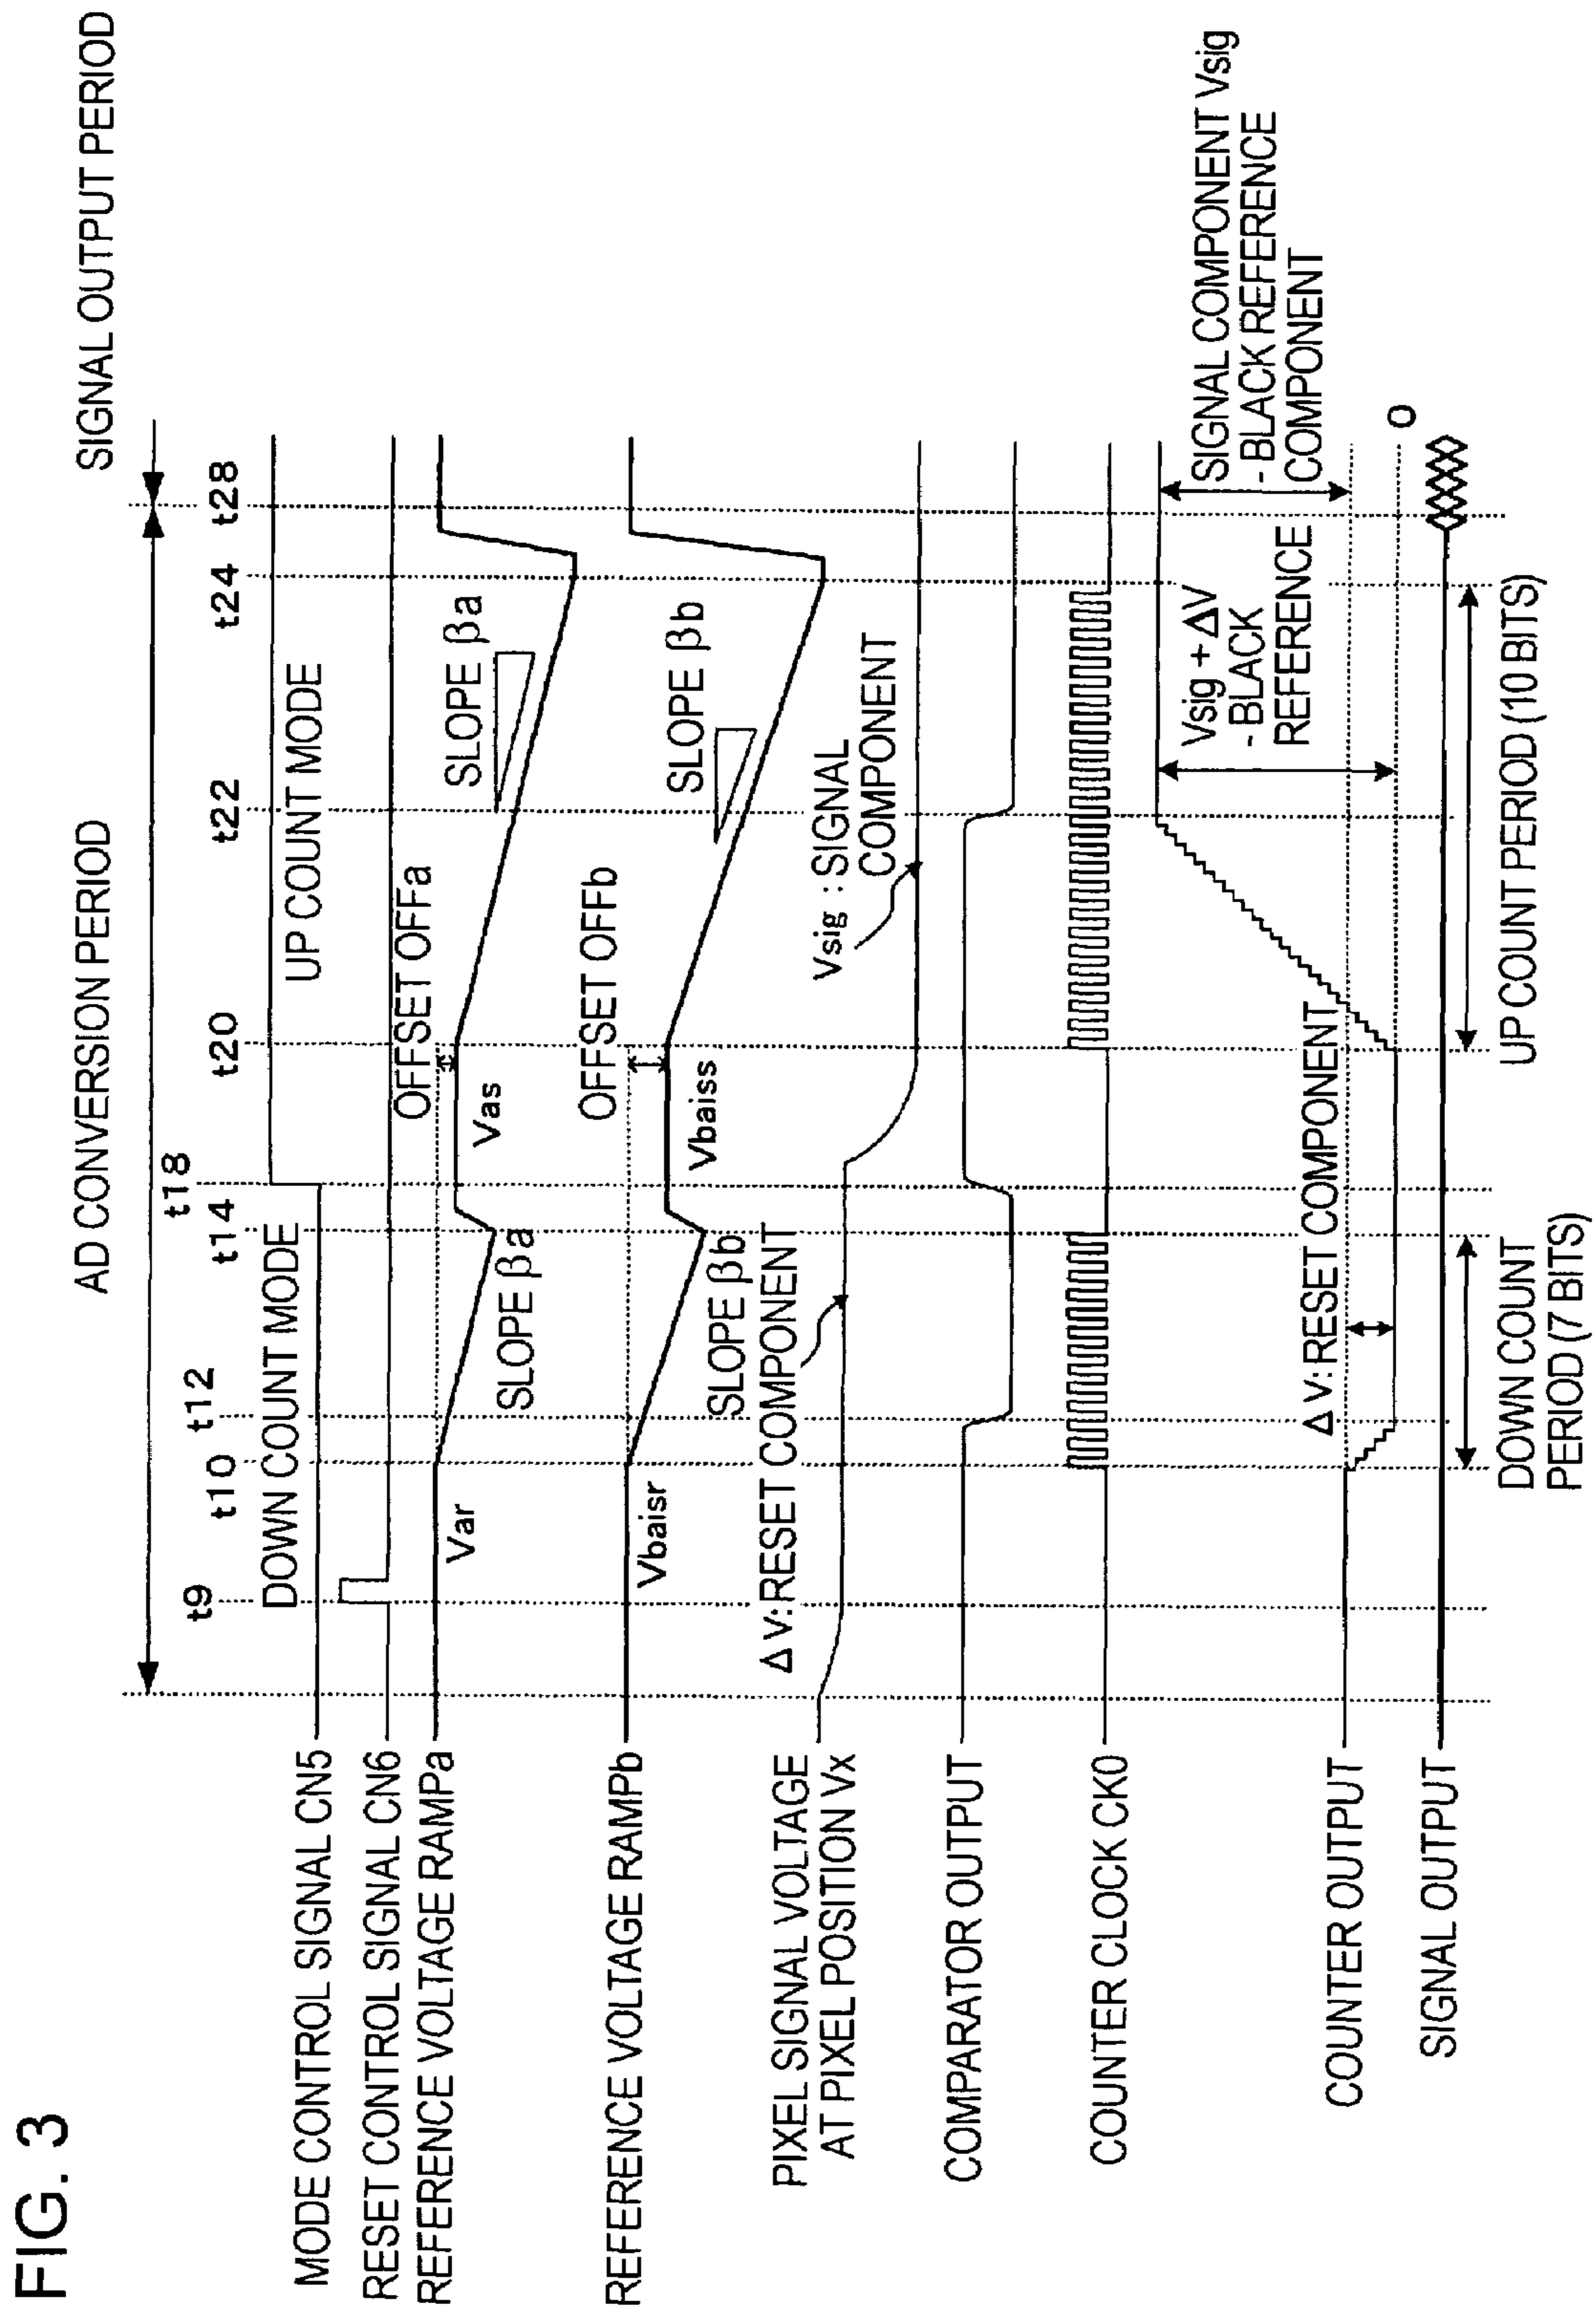 FIG. 3
AD CONVERSION PERIOD
SIGNAL OUTPUT PERIOD
t9
t10
t12
t14
t18
t20
t22
t24
t28
MODE CONTROL SIGNAL CN5
DOWN COUNT MODE
UP COUNT MODE
RESET CONTROL SIGNAL CN6
REFERENCE VOLTAGE RAMPa
Var
SLOPE βa
Vas
OFFSET OFFa
SLOPE βa
REFERENCE VOLTAGE RAMPb
Vbaisr
SLOPE βb
Vbaiss
OFFSET OFFb
SLOPE βb
PIXEL SIGNAL VOLTAGE
AT PIXEL POSITION Vx
ΔV:RESET COMPONENT
Vsig : SIGNAL
COMPONENT
COMPARATOR OUTPUT
COUNTER CLOCK CK0
COUNTER OUTPUT
ΔV:RESET COMPONENT
Vsig + ΔV
- BLACK
REFERENCE
SIGNAL COMPONENT Vsig
- BLACK REFERENCE
COMPONENT
0
SIGNAL OUTPUT
DOWN COUNT
PERIOD (7 BITS)
UP COUNT PERIOD (10 BITS)